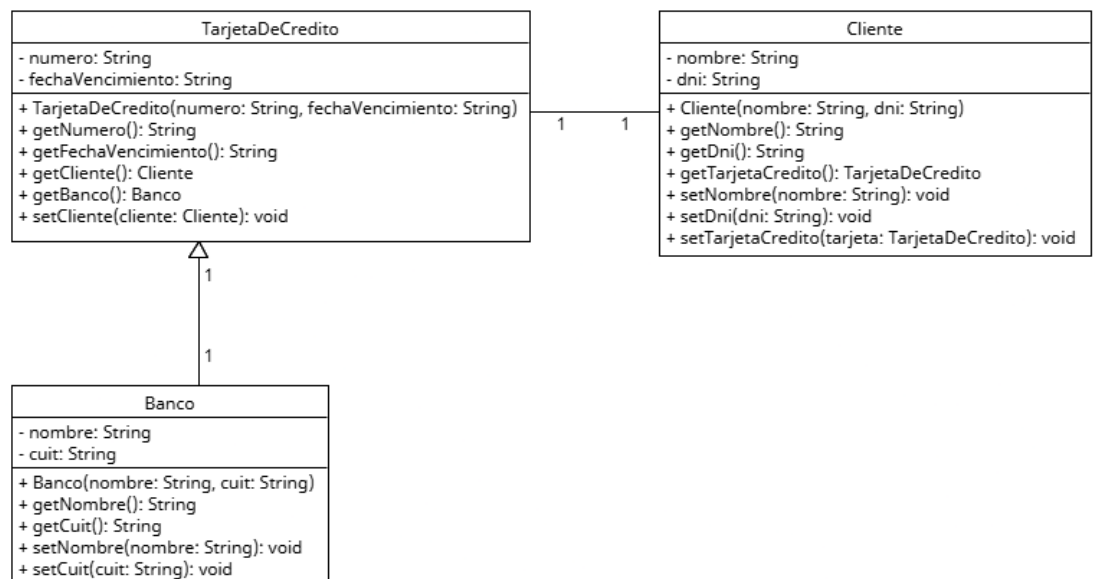 TarjetaDeCredito
- numero: String
- fechaVencimiento: String
+ TarjetaDeCredito(numero: String, fechaVencimiento: String)
+ getNumero(): String
+ getFechaVencimiento(): String
+ getCliente(): Cliente
+ getBanco(): Banco
+ setCliente(cliente: Cliente): void
1
1
Cliente
- nombre: String
- dni: String
+ Cliente(nombre: String, dni: String)
+ getNombre(): String
+ getDni(): String
+ getTarjetaCredito(): TarjetaDeCredito
+ setNombre(nombre: String): void
+ setDni(dni: String): void
+ setTarjetaCredito(tarjeta: TarjetaDeCredito): void
1
1
Banco
- nombre: String
- cuit: String
+ Banco(nombre: String, cuit: String)
+ getNombre(): String
+ getCuit(): String
+ setNombre(nombre: String): void
+ setCuit(cuit: String): void